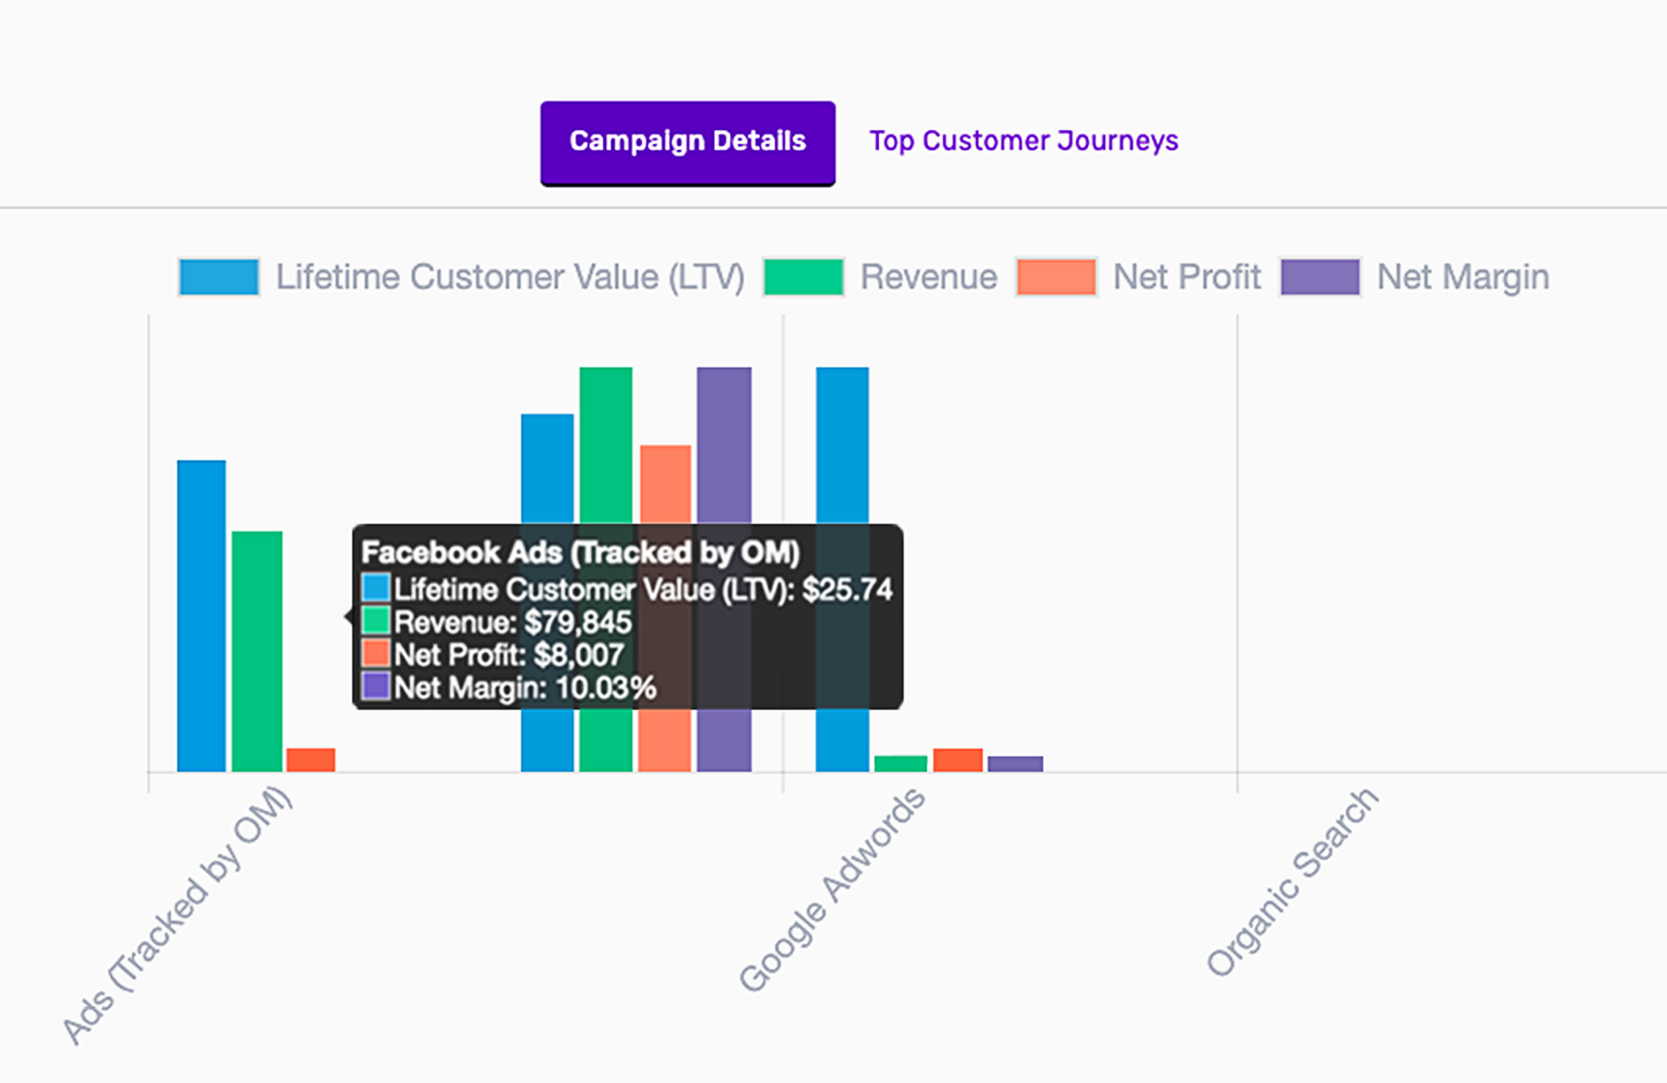 Campaign Details
Top Customer Journeys
Lifetime Customer Value (LTV)
Revenue
Net Profit
Net Margin
Facebook Ads (Tracked by OM)
Lifetime Customer Value (LTV): $25.74
Revenue: $79,845
Net Profit: $8,007
Net Margin: 10.03%
Ads (Tracked by OM)
Google Adwords
Organic Search